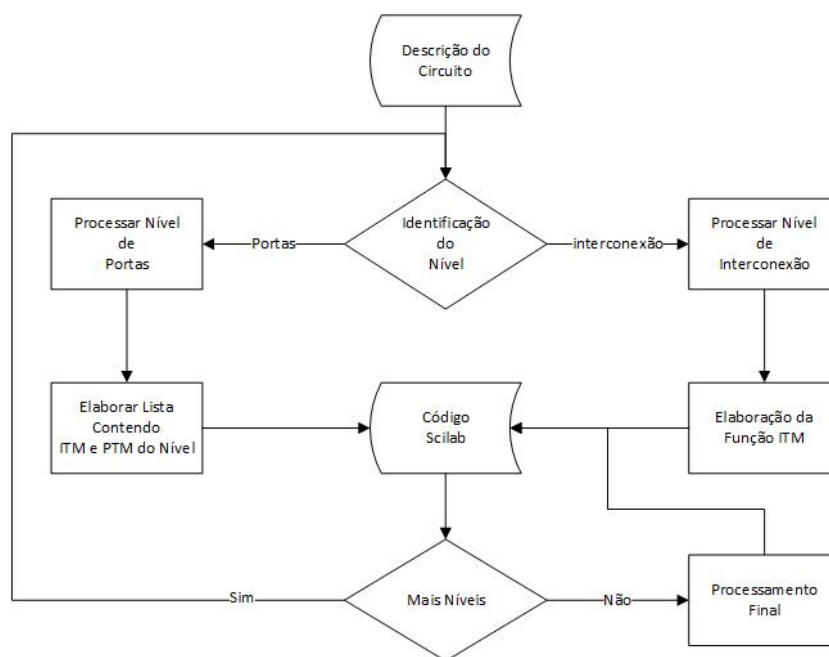 Descrição do
Circuito
Identificação
do
Nível
Portas
interconexão
Processar Nível
de
Portas
Processar Nível
de
Interconexão
Elaborar Lista
Contendo
ITM e PTM do Nível
Código
Scilab
Elaboração da
Função ITM
Mais Níveis
Sim
Não
Processamento
Final